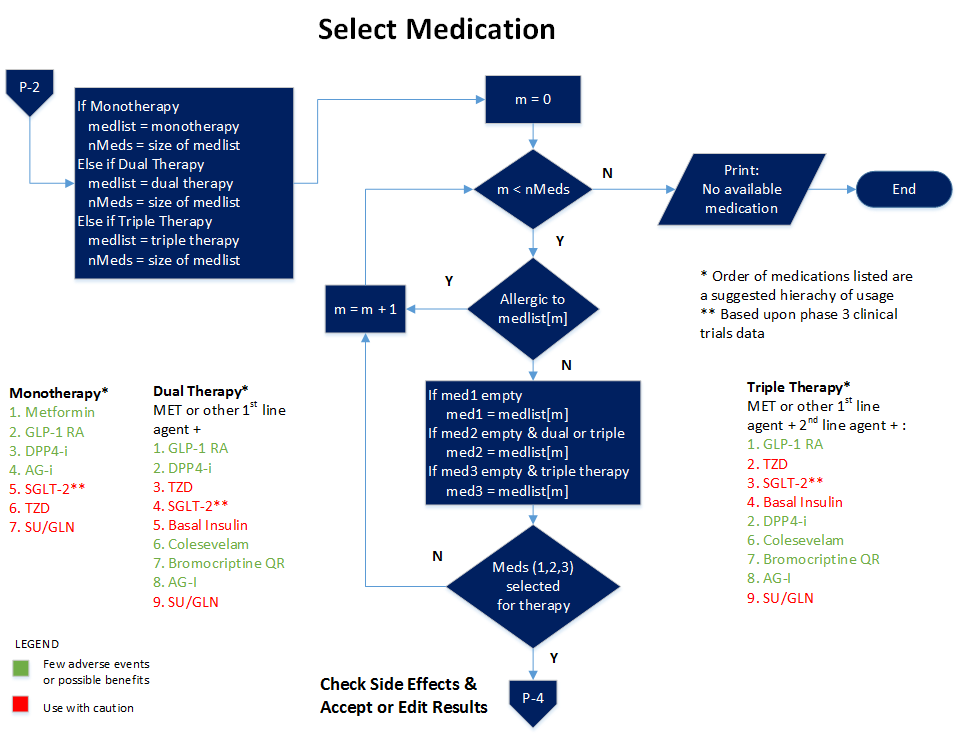 Select Medication
P-2
If Monotherapy
medlist = monotherapy
nMeds = size of medlist
Else if Dual Therapy
medlist = dual therapy
nMeds = size of medlist
Else if Triple Therapy
medlist = triple therapy
nMeds = size of medlist
m = 0
m < nMeds
N
Print:
No available
medication
End
Y
Allergic to
medlist[m]
Y
m = m + 1
N
* Order of medications listed are
a suggested hierachy of usage
** Based upon phase 3 clinical
trials data
If med1 empty
med1 = medlist[m]
If med2 empty & dual or triple
med2 = medlist[m]
If med3 empty & triple therapy
med3 = medlist[m]
Meds (1,2,3)
selected
for therapy
N
Y
Check Side Effects &
Accept or Edit Results
P-4
Monotherapy*
1. Metformin
2. GLP-1 RA
3. DPP4-i
4. AG-i
5. SGLT-2**
6. TZD
7. SU/GLN
Dual Therapy*
MET or other 1st line
agent +
1. GLP-1 RA
2. DPP4-i
3. TZD
4. SGLT-2**
5. Basal Insulin
6. Colesevelam
7. Bromocriptine QR
8. AG-I
9. SU/GLN
Triple Therapy*
MET or other 1st line
agent + 2nd line agent + :
1. GLP-1 RA
2. TZD
3. SGLT-2**
4. Basal Insulin
2. DPP4-i
6. Colesevelam
7. Bromocriptine QR
8. AG-I
9. SU/GLN
LEGEND
Few adverse events
or possible benefits
Use with caution